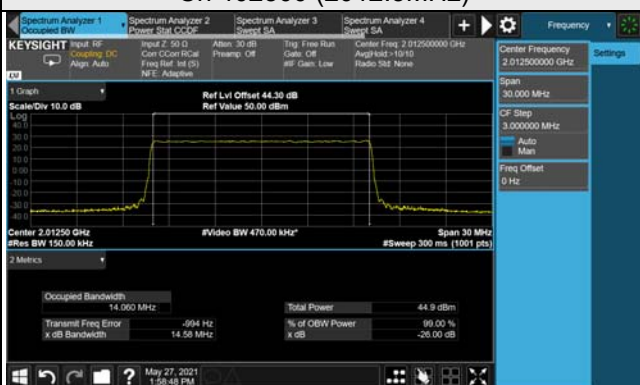 Ch 402500 (2012.5MHz)
Spectrum Analyzer 1
Occupied BW
Spectrum Analyzer 2
Power Stat CCDF
Spectrum Analyzer 3
Swept SA
Spectrum Analyzer 4
Swept SA
Frequency
KEYSIGHT
Input: RF
Coupling: DC
Align: Auto
Input Z: 50 Ω
Corr CCorr RCal
Freq Ref: Int (S)
NFE: Adaptive
Atten: 30 dB
Preamp: Off
Trig: Free Run
Gate: Off
#IF Gain: Low
Center Freq: 2.012500000 GHz
Avg|Hold:>10/10
Radio Std: None
LXI
Center Frequency
2.012500000 GHz
Settings
Span
30.000 MHz
CF Step
3.000000 MHz
Auto
Man
Freq Offset
0 Hz
1 Graph
Scale/Div 10.0 dB
Ref Lvl Offset 44.30 dB
Ref Value 50.00 dBm
Log
40.0
30.0
20.0
10.0
0.00
-10.0
-20.0
-30.0
-40.0
Center 2.01250 GHz
#Video BW 470.00 kHz*
Span 30 MHz
#Res BW 150.00 kHz
#Sweep 300 ms (1001 pts)
2 Metrics
Occupied Bandwidth
14.060 MHz
Total Power 44.9 dBm
Transmit Freq Error -994 Hz
% of OBW Power 99.00 %
x dB Bandwidth 14.58 MHz
x dB -26.00 dB
?
May 27, 2021
1:58:48 PM